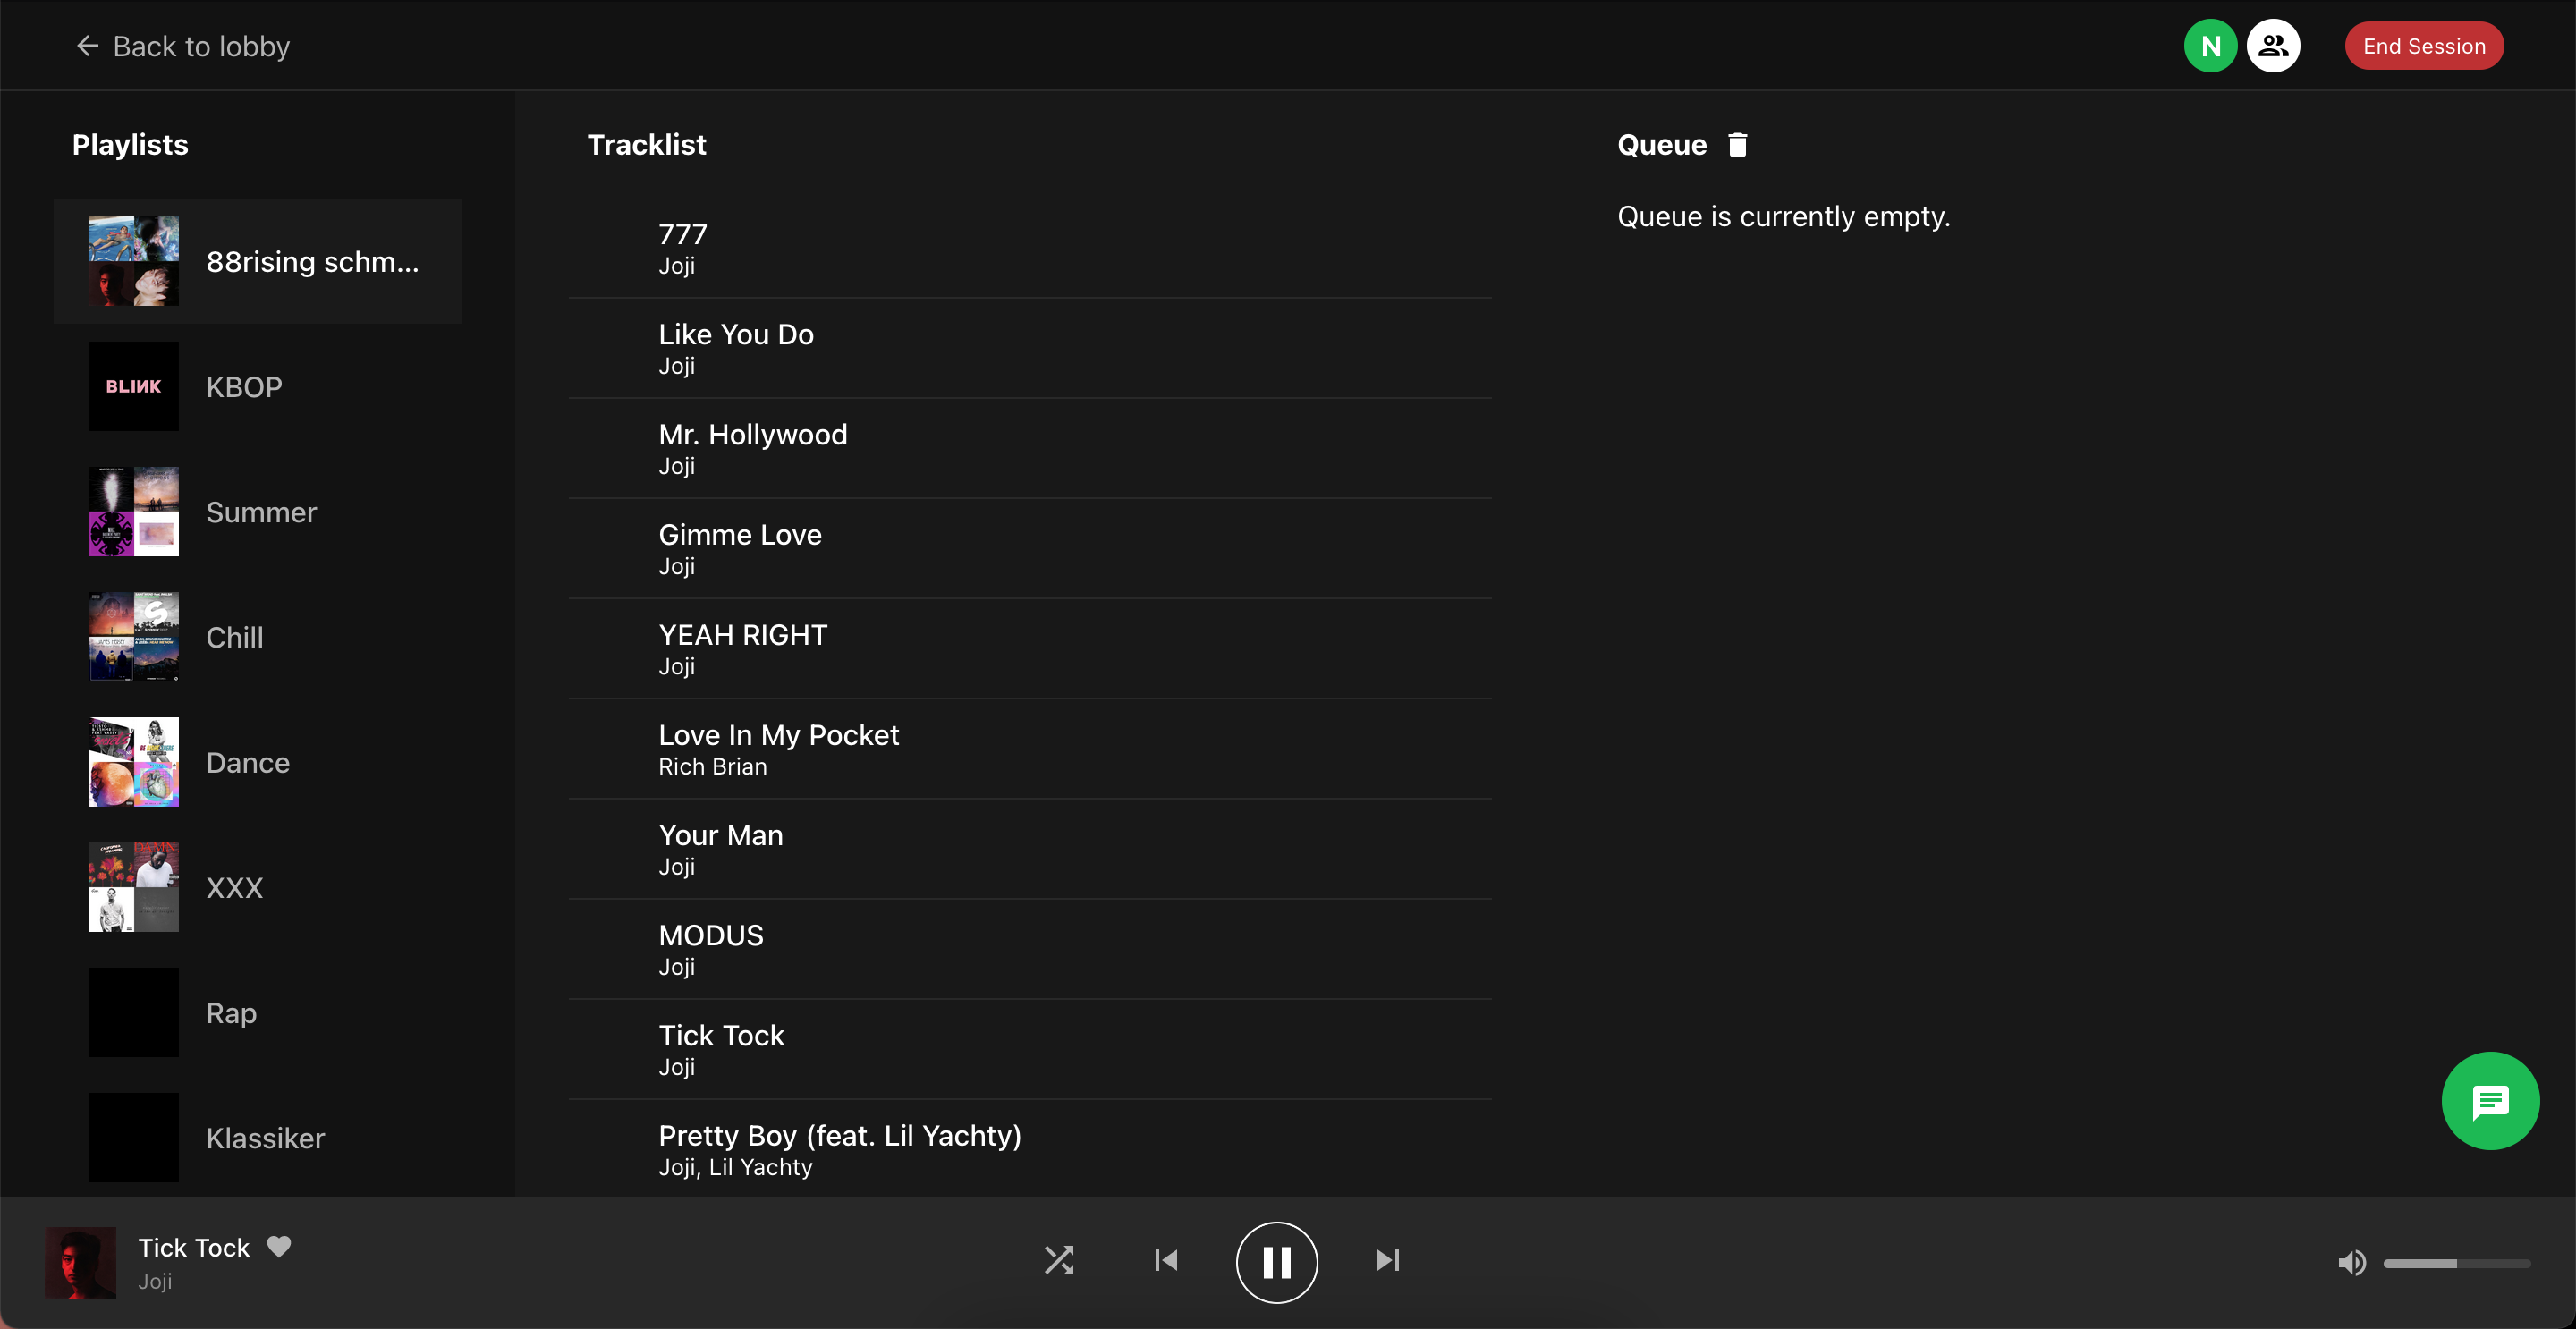 Back to lobby
N
End Session
Playlists
88rising schm...
BLINK
KBOP
Summer
Chill
Dance
XXX
Rap
Klassiker
Tracklist
777
Joji
Like You Do
Joji
Mr. Hollywood
Joji
Gimme Love
Joji
YEAH RIGHT
Joji
Love In My Pocket
Rich Brian
Your Man
Joji
MODUS
Joji
Tick Tock
Joji
Pretty Boy (feat. Lil Yachty)
Joji, Lil Yachty
Queue
Queue is currently empty.
Tick Tock
Joji